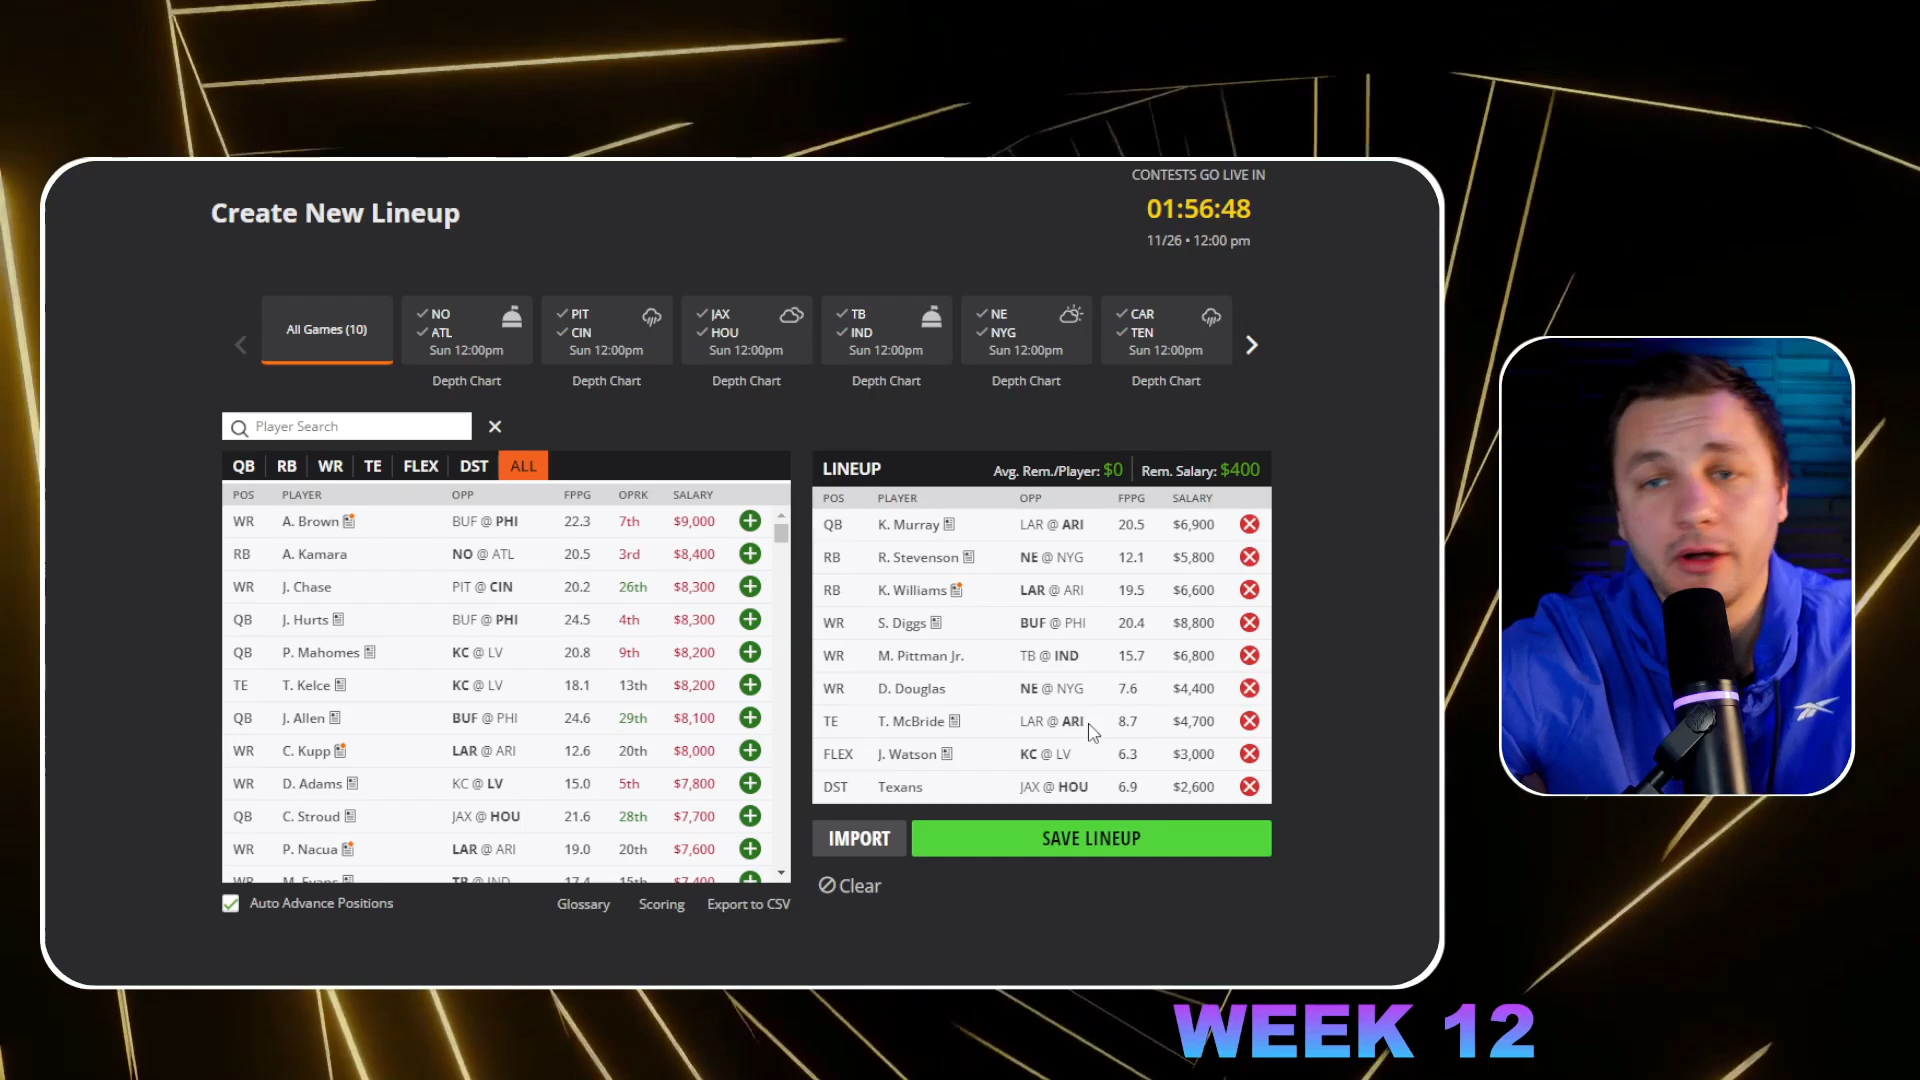 CONTESTS GO LIVE IN
Create New Lineup
01:56:48
11/26 • 12:00 pm
All Games (10)
NO
ATL
Sun 12:00pm
PIT
CIN
Sun 12:00pm
JAX
HOU
Sun 12:00pm
TB
IND
Sun 12:00pm
NE
NYG
Sun 12:00pm
CAR
TEN
Sun 12:00pm
Depth Chart Depth Chart Depth Chart Depth Chart Depth Chart Depth Chart
Player Search
QB RB WR TE FLEX DST ALL
POS PLAYER OPP FPPG OPRK SALARY
WR A. Brown BUF @ PHI 22.3 7th $9,000
RB A. Kamara NO @ ATL 20.5 3rd $8,400
WR J. Chase PIT @ CIN 20.2 26th $8,300
QB J. Hurts BUF @ PHI 24.5 4th $8,300
QB P. Mahomes KC @ LV 20.8 9th $8,200
TE T. Kelce KC @ LV 18.1 13th $8,200
QB J. Allen BUF @ PHI 24.6 29th $8,100
WR C. Kupp LAR @ ARI 12.6 20th $8,000
WR D. Adams KC @ LV 15.0 5th $7,800
QB C. Stroud JAX @ HOU 21.6 28th $7,700
WR P. Nacua LAR @ ARI 19.0 20th $7,600
WR M. Evans TB @ IND 17.4 15th $7,400
Auto Advance Positions Glossary Scoring Export to CSV
LINEUP Avg. Rem./Player: $0 Rem. Salary: $400
POS PLAYER OPP FPPG SALARY
QB K. Murray LAR @ ARI 20.5 $6,900
RB R. Stevenson NE @ NYG 12.1 $5,800
RB K. Williams LAR @ ARI 19.5 $6,600
WR S. Diggs BUF @ PHI 20.4 $8,800
WR M. Pittman Jr. TB @ IND 15.7 $6,800
WR D. Douglas NE @ NYG 7.6 $4,400
TE T. McBride LAR @ ARI 8.7 $4,700
FLEX J. Watson KC @ LV 6.3 $3,000
DST Texans JAX @ HOU 6.9 $2,600
IMPORT SAVE LINEUP
Clear
WEEK 12